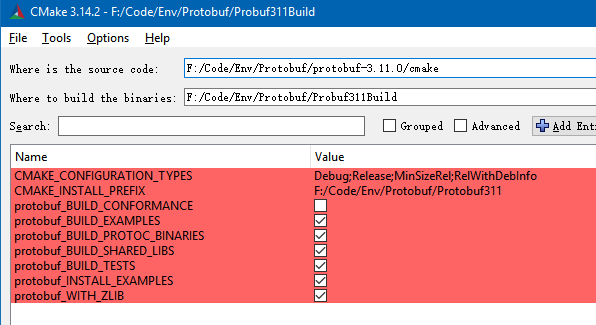 CMake 3.14.2 - F:/Code/Env/Protobuf/Probuf311Build
File Tools Options Help
Where is the source code: F:/Code/Env/Protobuf/protobuf-3.11.0/cmake
Where to build the binaries: F:/Code/Env/Protobuf/Probuf311Build
Search: Grouped Advanced Add Ent
Name Value
CMAKE_CONFIGURATION_TYPES Debug;Release;MinSizeRel;RelWithDebInfo
CMAKE_INSTALL_PREFIX F:/Code/Env/Protobuf/Protobuf311
protobuf_BUILD_CONFORMANCE
protobuf_BUILD_EXAMPLES
protobuf_BUILD_PROTOC_BINARIES
protobuf_BUILD_SHARED_LIBS
protobuf_BUILD_TESTS
protobuf_INSTALL_EXAMPLES
protobuf_WITH_ZLIB